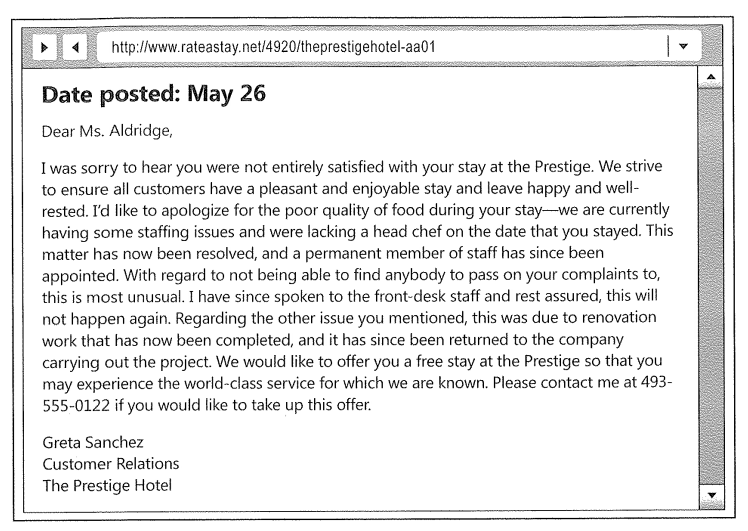 http://www.rateastay.net/4920/theprestigehotel-aa01
Date posted: May 26
Dear Ms. Aldridge,
I was sorry to hear you were not entirely satisfied with your stay at the Prestige. We strive
to ensure all customers have a pleasant and enjoyable stay and leave happy and well-
rested. I'd like to apologize for the poor quality of food during your stay—we are currently
having some staffing issues and were lacking a head chef on the date that you stayed. This
matter has now been resolved, and a permanent member of staff has since been
appointed. With regard to not being able to find anybody to pass on your complaints to,
this is most unusual. I have since spoken to the front-desk staff and rest assured, this will
not happen again. Regarding the other issue you mentioned, this was due to renovation
work that has now been completed, and it has since been returned to the company
carrying out the project. We would like to offer you a free stay at the Prestige so that you
may experience the world-class service for which we are known. Please contact me at 493-
555-0122 if you would like to take up this offer.
Greta Sanchez
Customer Relations
The Prestige Hotel